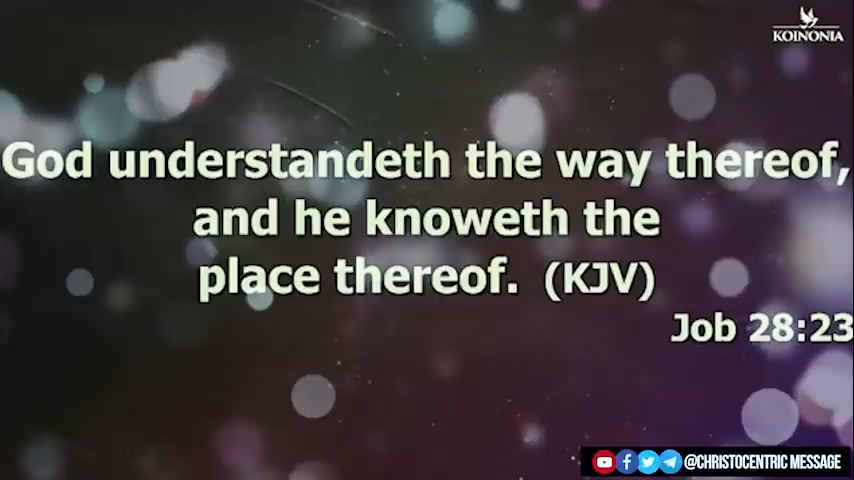 KOINONIA
God understandeth the way thereof,
and he knoweth the
place thereof. (KJV)
Job 28:23
@CHRISTOCENTRIC MESSAGE